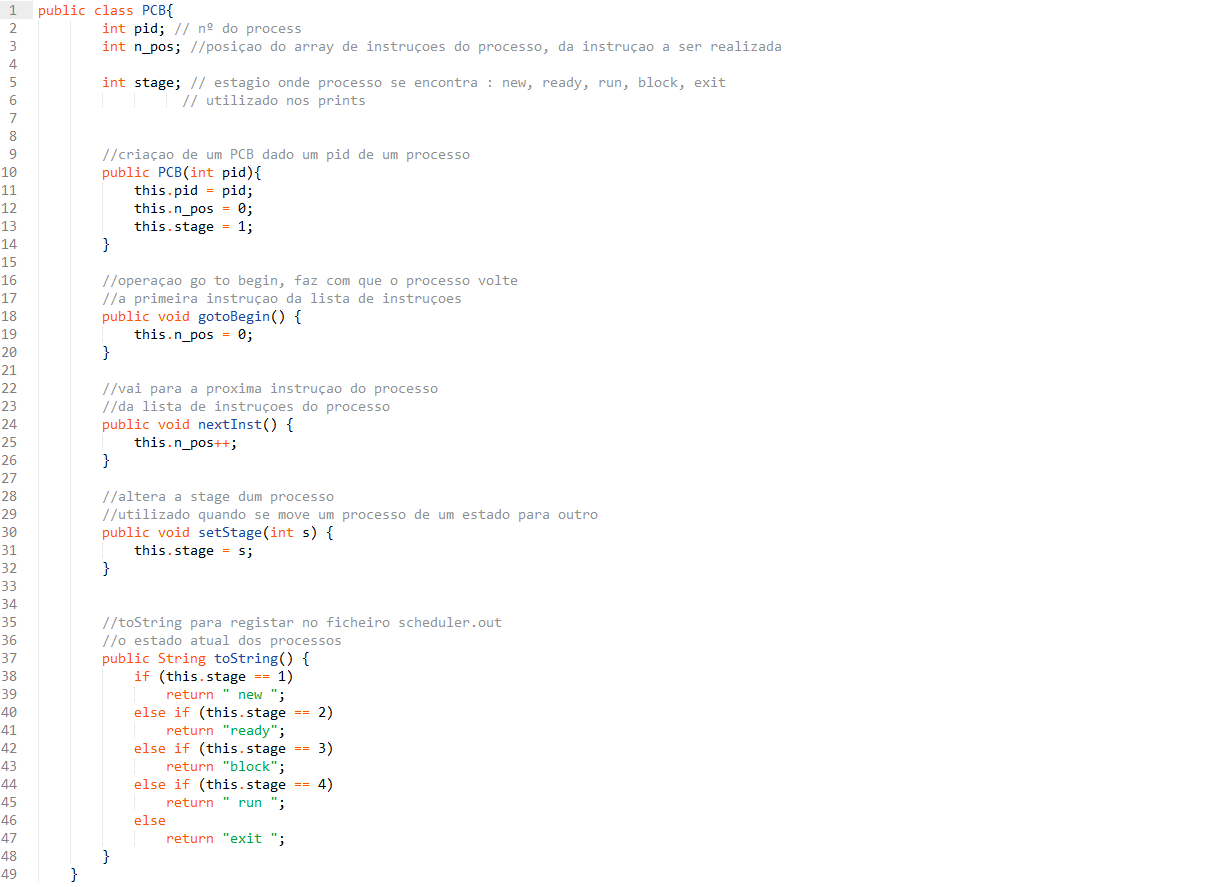 1 public class PCB{
2 int pid; // nº do process
3 int n_pos; //posiçao do array de instruçoes do processo, da instruçao a ser realizada
4
5 int stage; // estagio onde processo se encontra : new, ready, run, block, exit
6 // utilizado nos prints
7
8
9 //criaçao de um PCB dado um pid de um processo
10 public PCB(int pid){
11 this.pid = pid;
12 this.n_pos = 0;
13 this.stage = 1;
14 }
15
16 //operaçao go to begin, faz com que o processo volte
17 //a primeira instruçao da lista de instruçoes
18 public void gotoBegin() {
19 this.n_pos = 0;
20 }
21
22 //vai para a proxima instruçao do processo
23 //da lista de instruçoes do processo
24 public void nextInst() {
25 this.n_pos++;
26 }
27
28 //altera a stage dum processo
29 //utilizado quando se move um processo de um estado para outro
30 public void setStage(int s) {
31 this.stage = s;
32 }
33
34
35 //toString para registar no ficheiro scheduler.out
36 //o estado atual dos processos
37 public String toString() {
38 if (this.stage == 1)
39 return " new ";
40 else if (this.stage == 2)
41 return "ready";
42 else if (this.stage == 3)
43 return "block";
44 else if (this.stage == 4)
45 return " run ";
46 else
47 return "exit ";
48 }
49 }